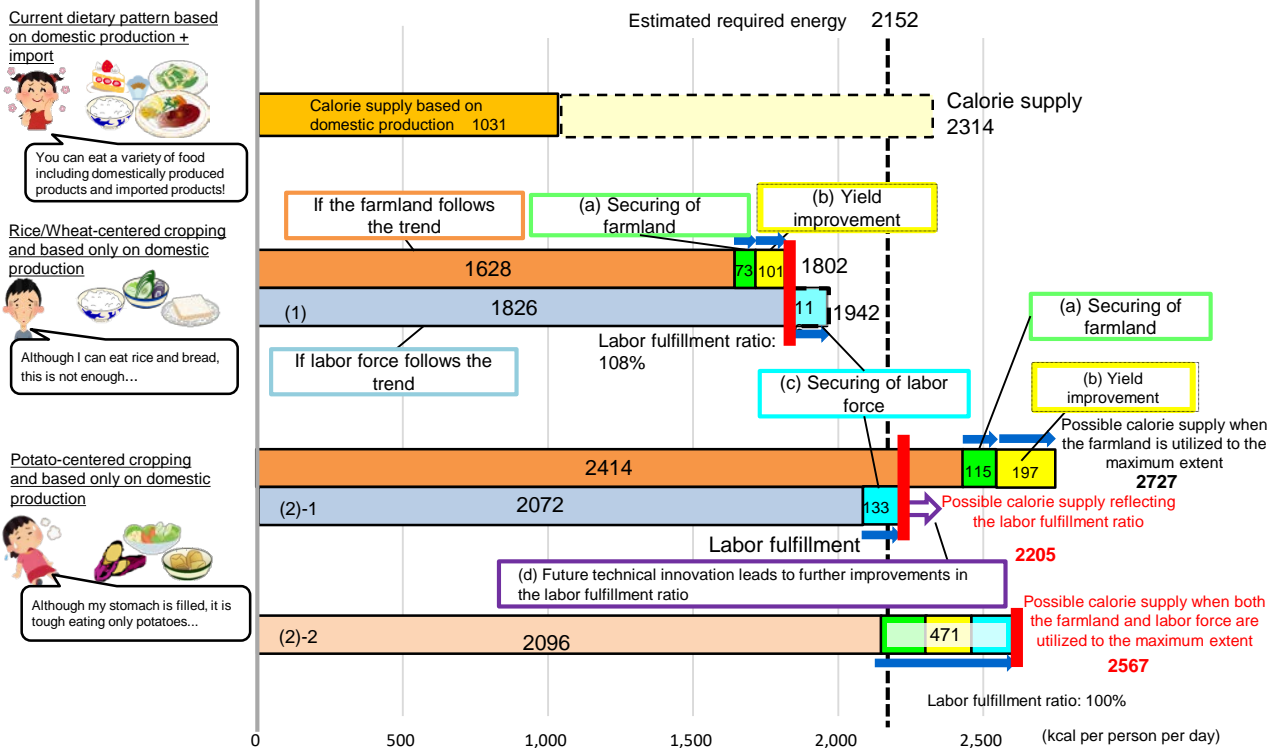 Current dietary pattern based
on domestic production +
import
You can eat a variety of food
including domestically produced
products and imported products!
Estimated required energy 2152
Calorie supply based on
domestic production 1031
Calorie supply
2314
Rice/Wheat-centered cropping
and based only on domestic
production
Although I can eat rice and bread,
this is not enough…
If the farmland follows
the trend
(a) Securing of
farmland
(b) Yield
improvement
1628
73
101
1802
(1)
1826
11
1942
Labor fulfillment ratio:
108%
If labor force follows the
trend
(c) Securing of labor
force
(a) Securing of
farmland
(b) Yield
improvement
Potato-centered cropping
and based only on domestic
production
Although my stomach is filled, it is
tough eating only potatoes...
2414
115
197
Possible calorie supply when
the farmland is utilized to the
maximum extent
2727
(2)-1
2072
133
Possible calorie supply reflecting
the labor fulfillment ratio
2205
Labor fulfillment
(d) Future technical innovation leads to further improvements in
the labor fulfillment ratio
(2)-2
2096
471
Possible calorie supply when both
the farmland and labor force are
utilized to the maximum extent
2567
Labor fulfillment ratio: 100%
0 500 1,000 1,500 2,000 2,500 (kcal per person per day)